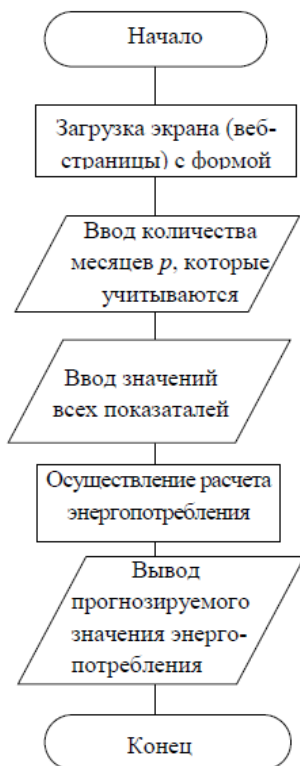 Начало
Загрузка экрана (веб-
страницы) с формой
Ввод количества
месяцев p, которые
учитываются
Ввод значений
всех показаталей
Осуществление расчета
энергопотребления
Вывод
прогнозируемого
значения энерго-
потребления
Конец